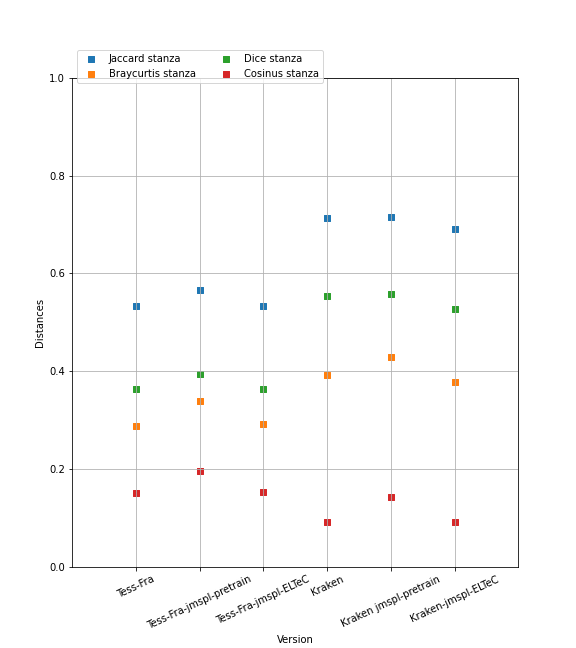 Jaccard stanza
Braycurtis stanza
Dice stanza
Cosinus stanza
1.0
0.8
0.6
0.4
0.2
0.0
Distances
Tess-Fra
Tess-Fra-jmspl-pretrain
Tess-Fra-jmspl-ELTeC
Kraken
Kraken jmspl-pretrain
Kraken-jmspl-ELTeC
Version